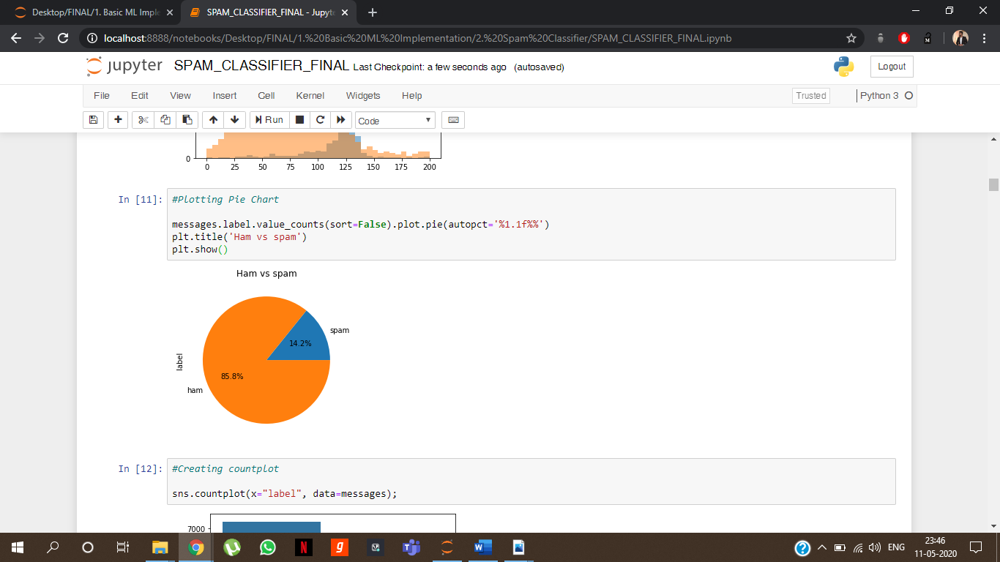 Desktop/FINAL/1. Basic ML Imple
SPAM_CLASSIFIER_FINAL - Jupyte
localhost:8888/notebooks/Desktop/FINAL/1.%20Basic%20ML%20Implementation/2.%20Spam%20Classifier/SPAM_CLASSIFIER_FINAL.ipynb
jupyter SPAM_CLASSIFIER_FINAL Last Checkpoint: a few seconds ago (autosaved)
Logout
File Edit View Insert Cell Kernel Widgets Help
Trusted Python 3
Run Code
0
0 25 50 75 100 125 150 175 200
In [11]: #Plotting Pie Chart
messages.label.value_counts(sort=False).plot.pie(autopct='%1.1f%%')
plt.title('Ham vs spam')
plt.show()
Ham vs spam
spam
14.2%
label
85.8%
ham
In [12]: #Creating countplot
sns.countplot(x="label", data=messages);
7000
N g W T
ENG
23:46
11-05-2020